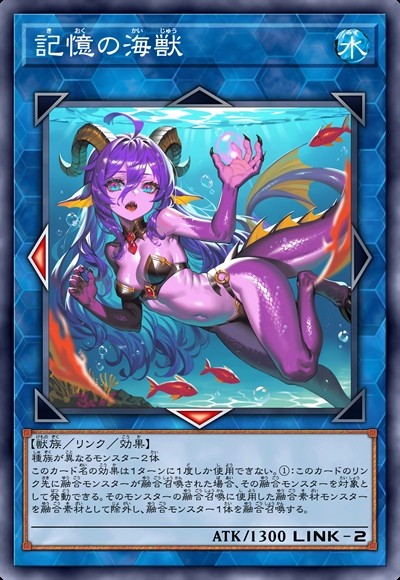 記憶の海獣
水
【獣族／リンク／効果】
種族が異なるモンスター２体
このカード名の効果は１ターンに１度しか使用できない。①：このカードのリン
ク先に融合モンスターが融合召喚された場合、そのモンスターを対象と
して発動できる。そのモンスターの融合召喚に使用した融合素材モンスター
を融合素材として除外し、融合モンスター１体を融合召喚する。
ATK/1300 LINK-2